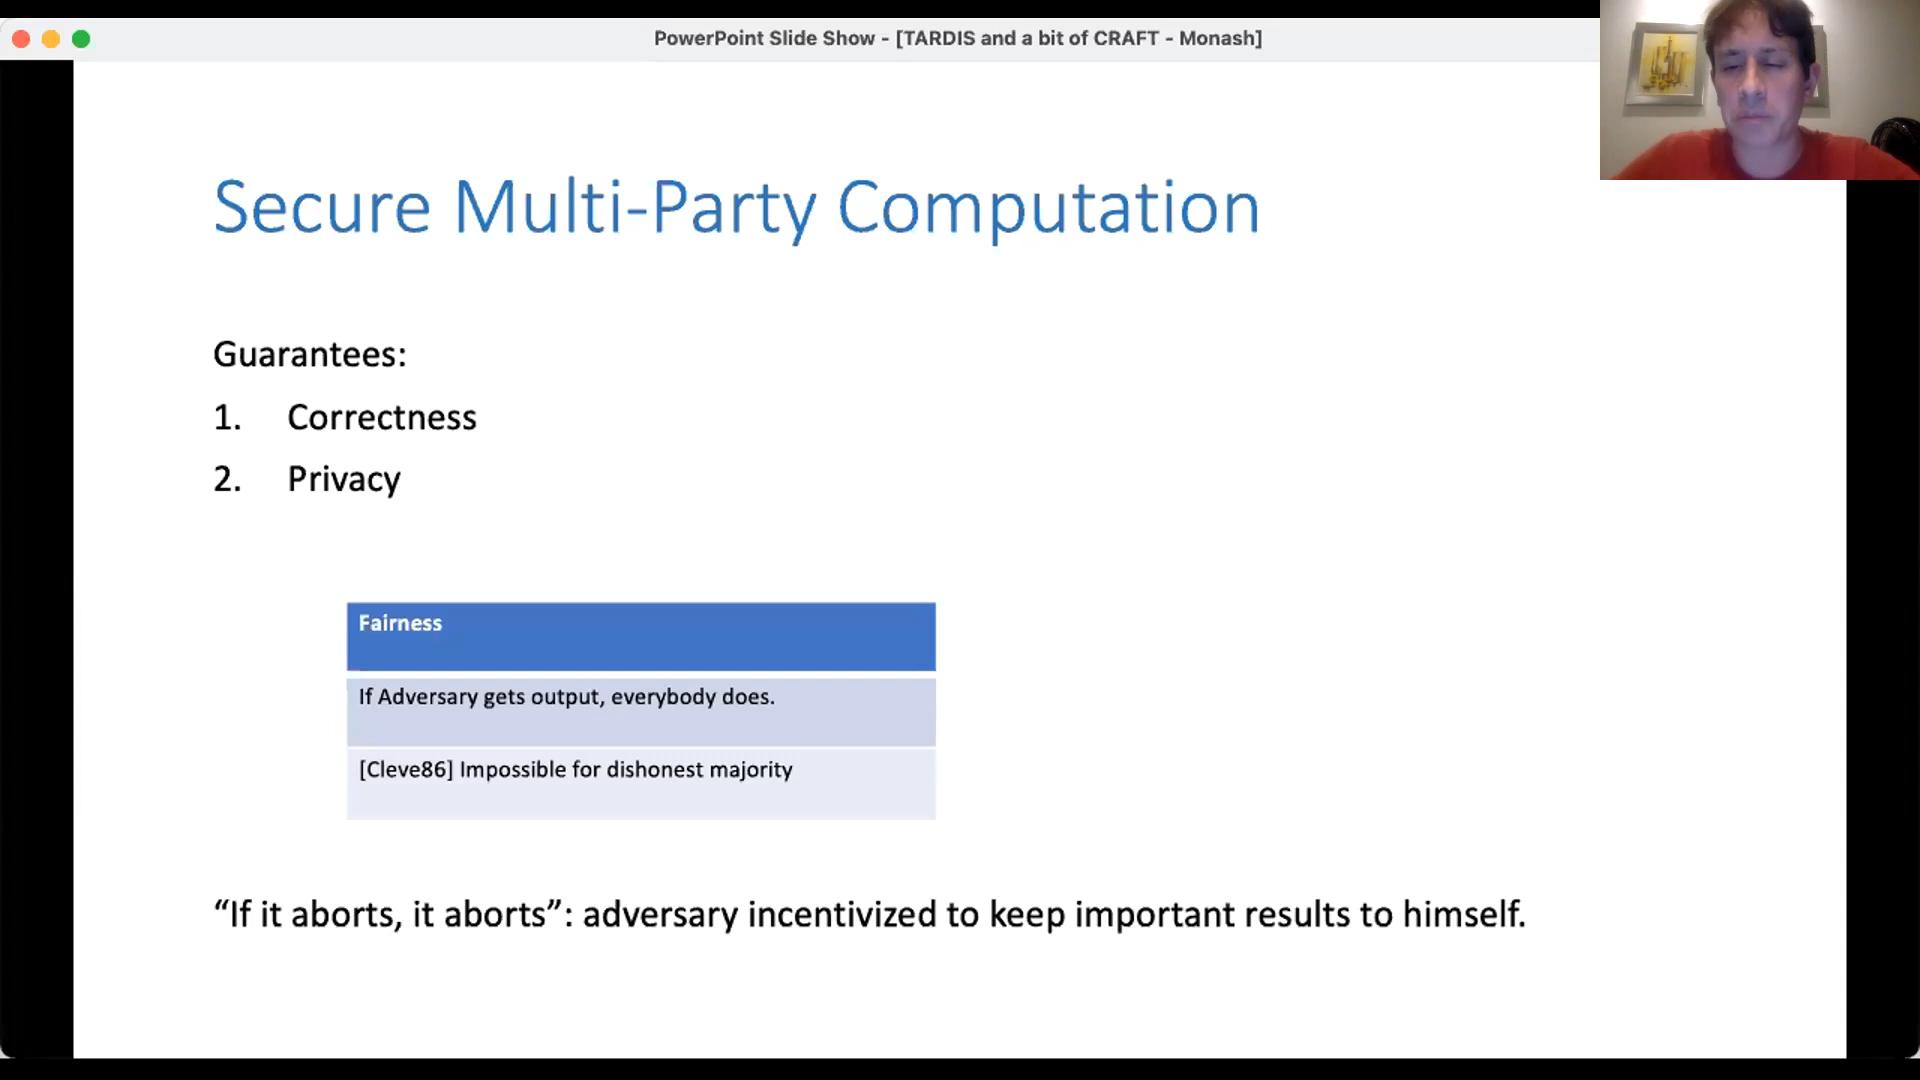 PowerPoint Slide Show - [TARDIS and a bit of CRAFT - Monash]
Secure Multi-Party Computation
Guarantees:
1. Correctness
2. Privacy
Fairness
If Adversary gets output, everybody does.
[Cleve86] Impossible for dishonest majority
“If it aborts, it aborts”: adversary incentivized to keep important results to himself.